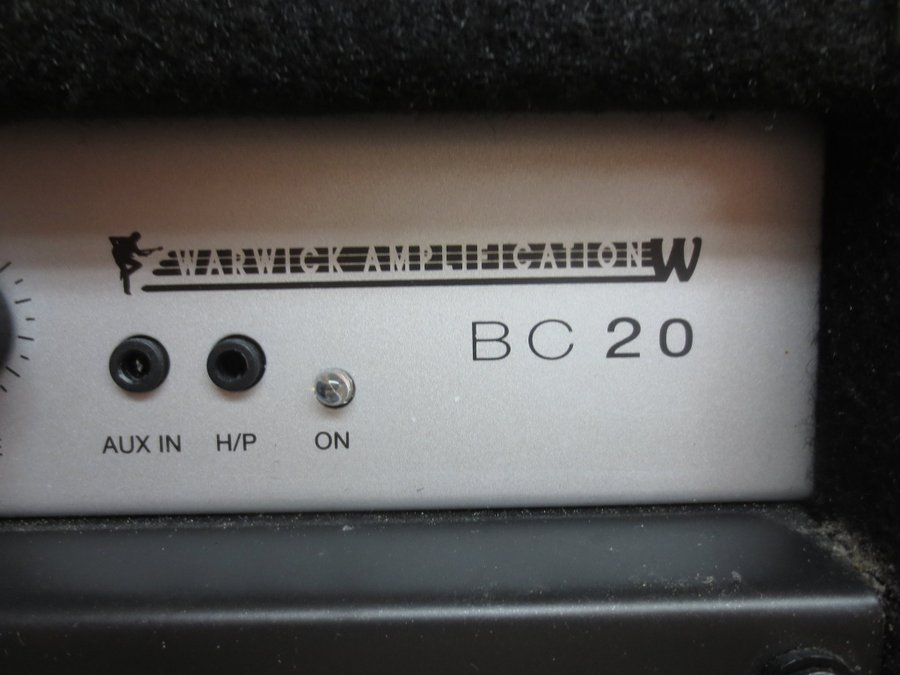 WARWICK AMPLIFICATION W
BC 20
AUX IN H/P ON